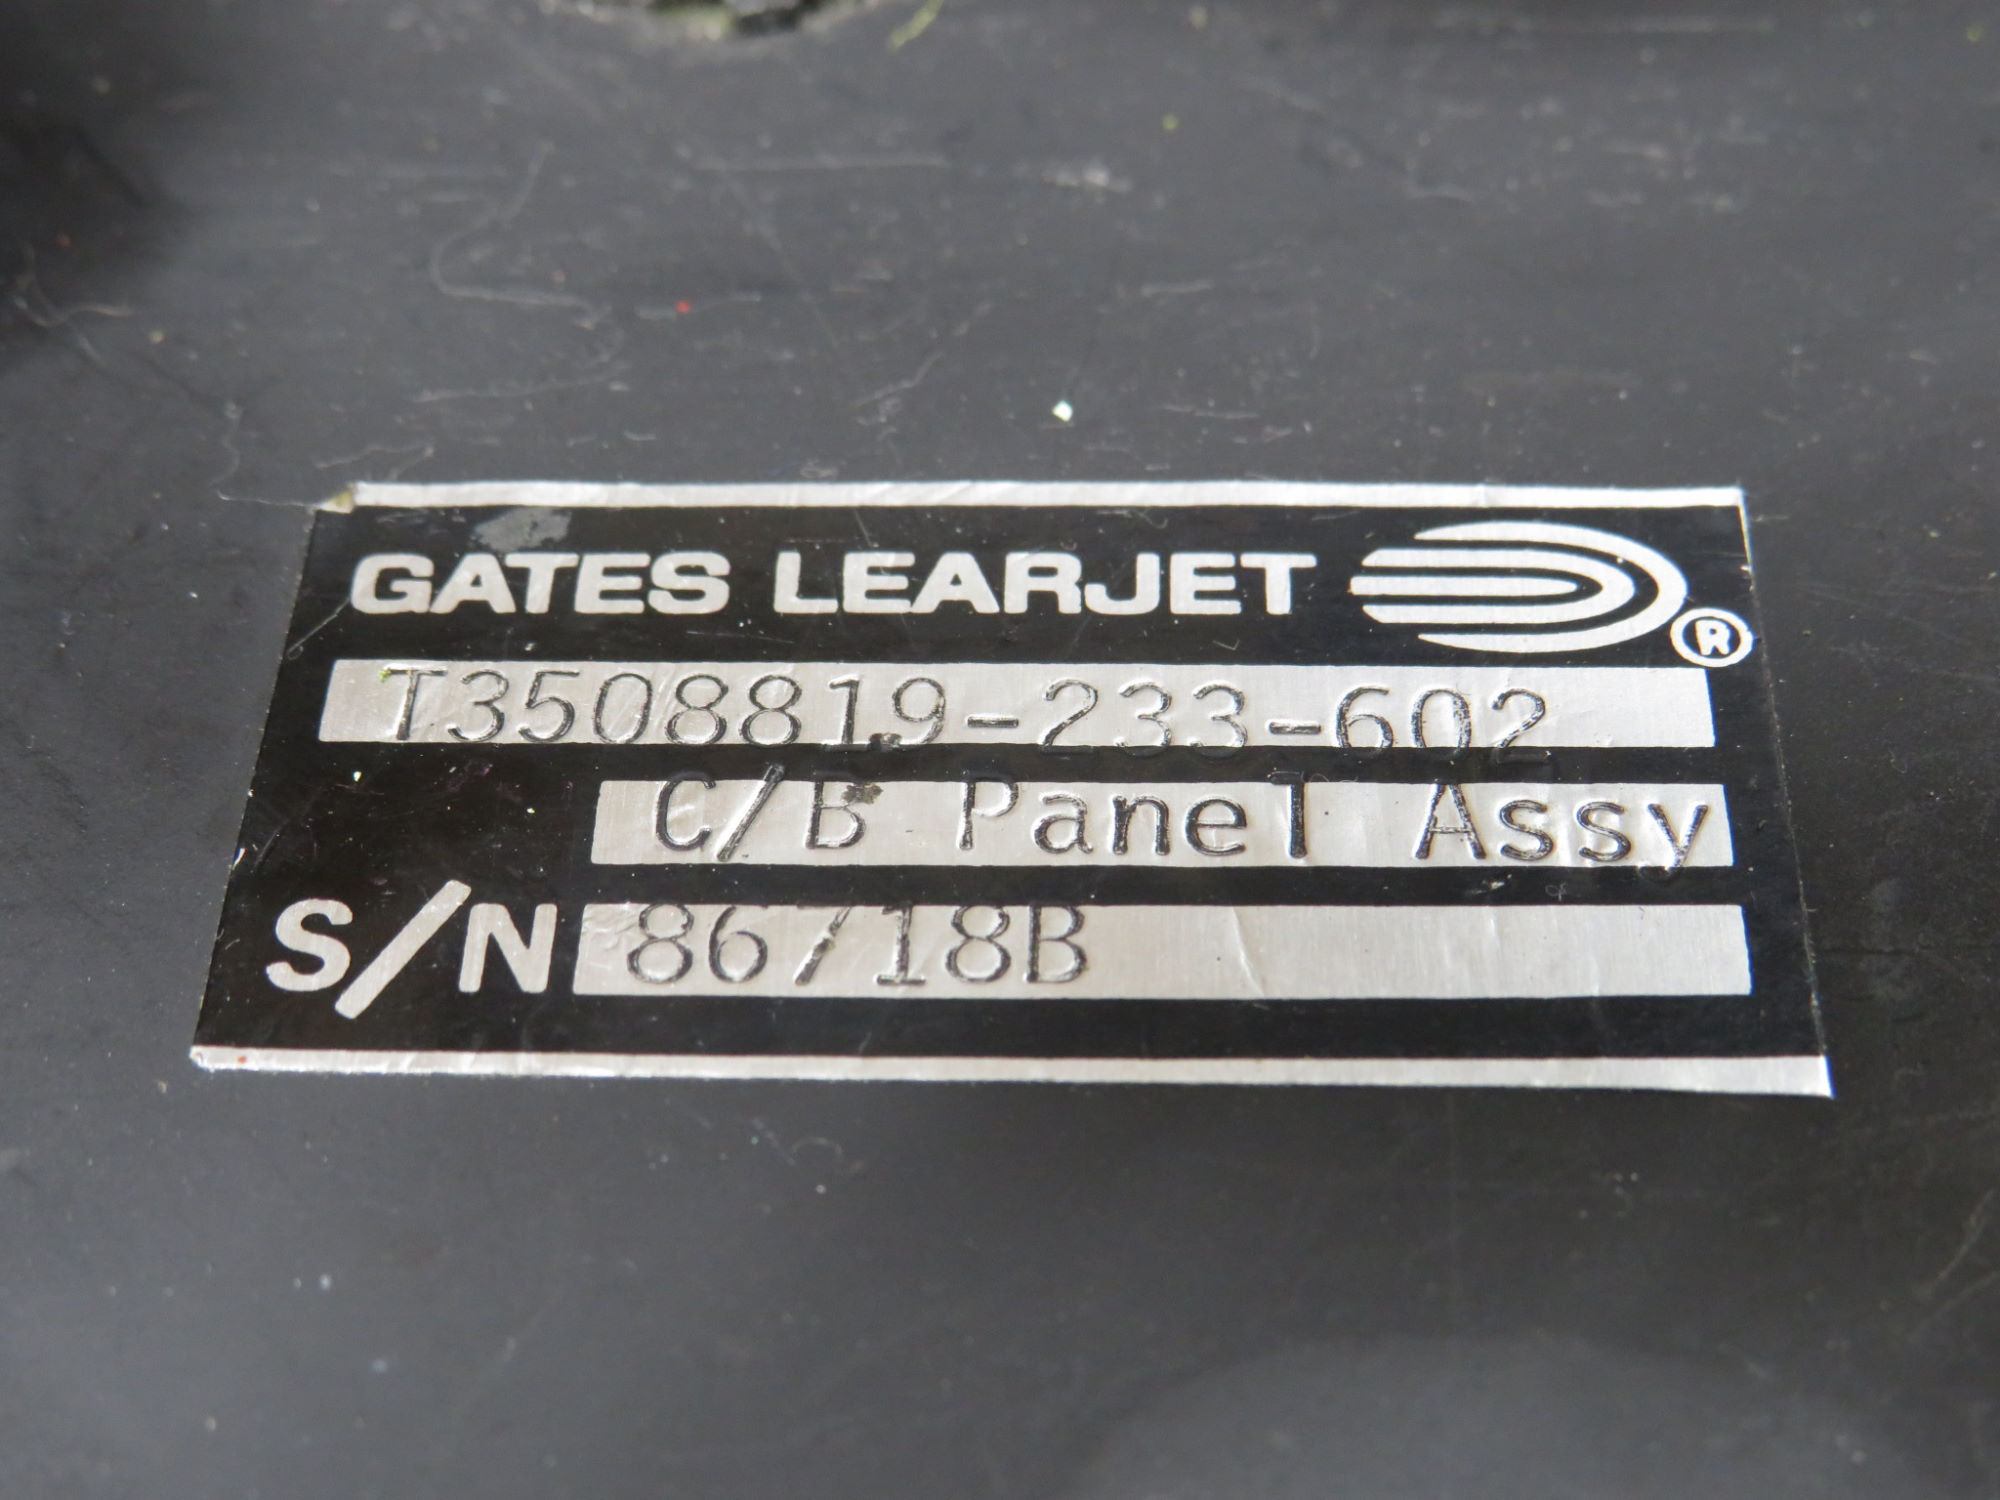 GATES LEARJET ®
T3508819-233-602
C/B Panel Assy
S/N 86718B